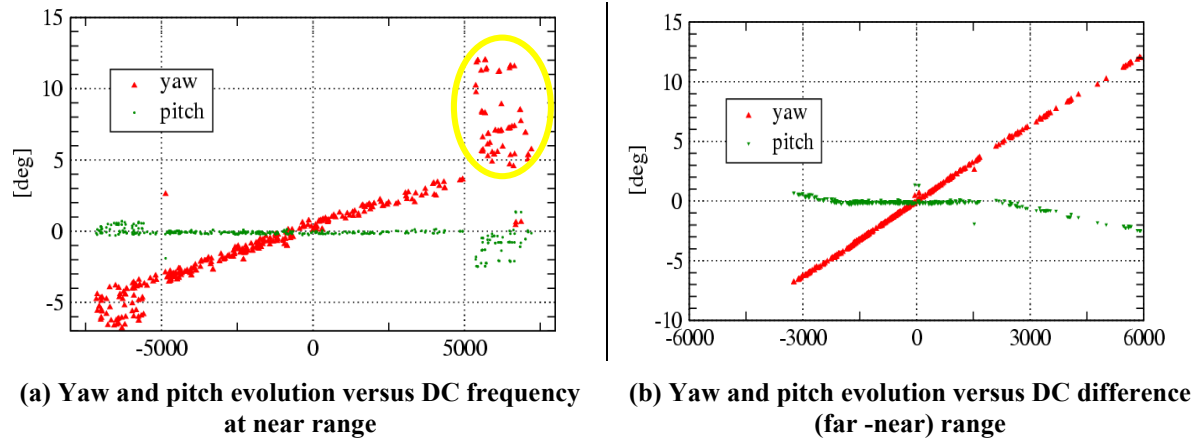 15
10
5
0
-5
[deg]
yaw
pitch
-5000
0
5000
(a) Yaw and pitch evolution versus DC frequency
at near range
15
10
5
0
-5
-10
[deg]
yaw
pitch
-6000
-3000
0
3000
6000
(b) Yaw and pitch evolution versus DC difference
(far -near) range